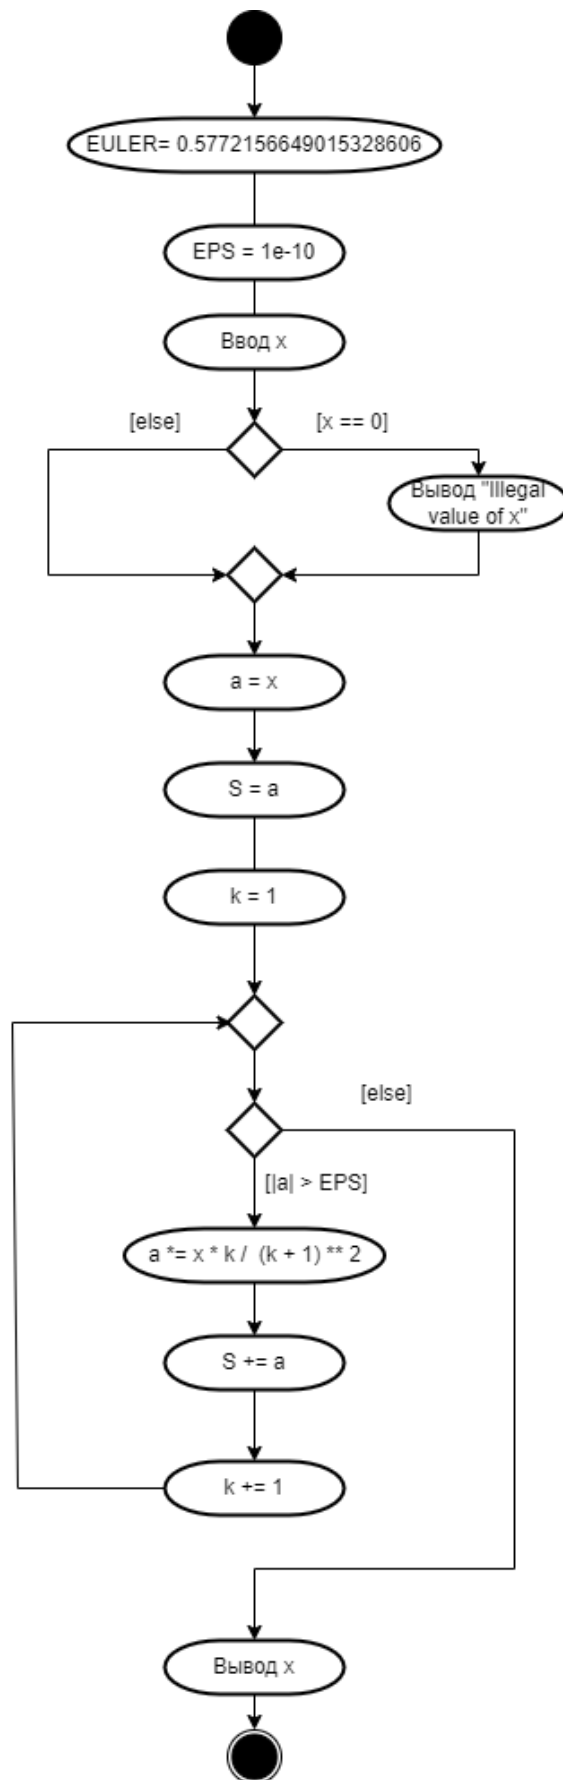 EULER= 0.5772156649015328606
EPS = 1e-10
Ввод x
[else]
[x == 0]
Вывод "Illegal
value of x"
a = x
S = a
k = 1
[else]
[|a| > EPS]
a *= x * k / (k + 1) ** 2
S += a
k += 1
Вывод x